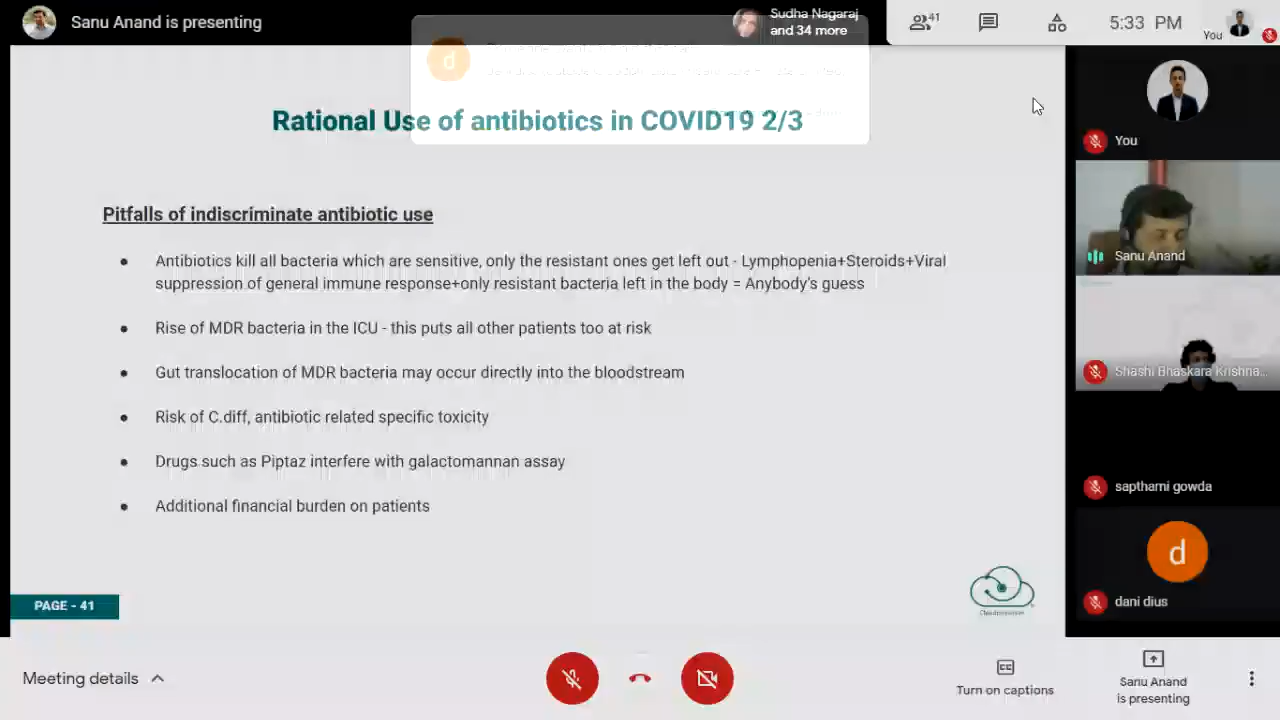 Sanu Anand is presenting
Sudha Nagaraj
and 34 more
41
5:33 PM
You
d
Rational Use of antibiotics in COVID19 2/3
Pitfalls of indiscriminate antibiotic use
● Antibiotics kill all bacteria which are sensitive, only the resistant ones get left out - Lymphopenia+Steroids+Viral
suppression of general immune response+only resistant bacteria left in the body = Anybody's guess
● Rise of MDR bacteria in the ICU - this puts all other patients too at risk
● Gut translocation of MDR bacteria may occur directly into the bloodstream
● Risk of C.diff, antibiotic related specific toxicity
● Drugs such as Piptaz interfere with galactomannan assay
● Additional financial burden on patients
PAGE - 41
You
Sanu Anand
Shashi Bhaskara Krishna...
sapthami gowda
d
dani dius
Meeting details
CC
Turn on captions
Sanu Anand
is presenting